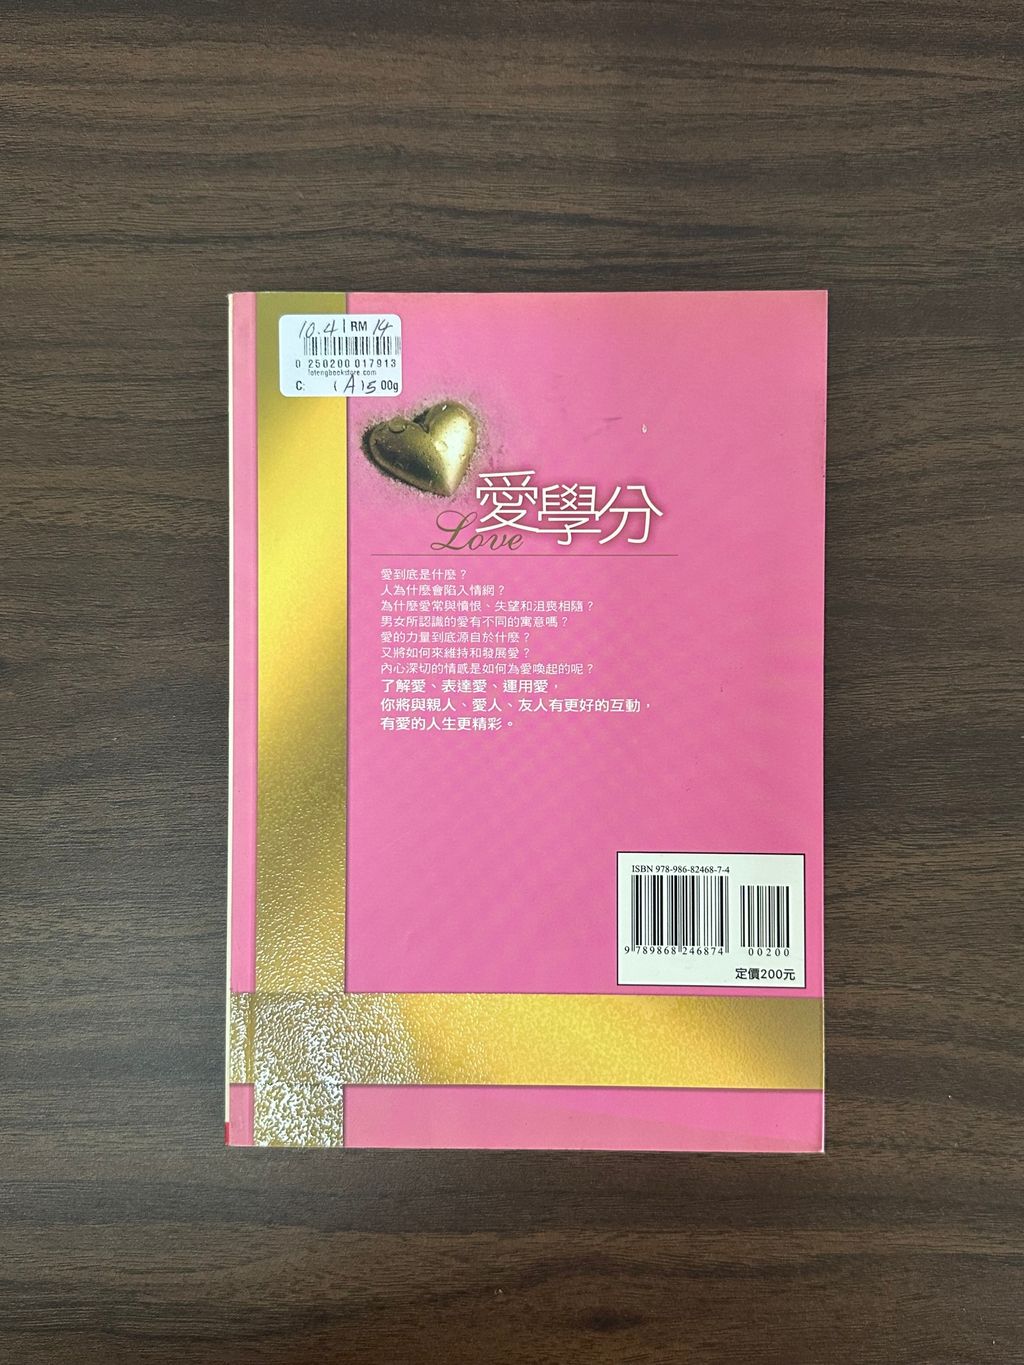 10.41 RM 14
0 250200 017913
fotengbookstore.com
C: (A)5 00g
愛學分
Love
愛到底是什麼？
人為什麼會陷入情網？
為什麼愛常與憤恨、失望和沮喪相隨？
男女所認識的愛有不同的寓意嗎？
愛的力量到底源自於什麼？
又將如何來維持和發展愛？
內心深切的情感是如何為愛喚起的呢？
了解愛、表達愛、運用愛，
你將與親人、愛人、友人有更好的互動，
有愛的人生更精彩。
ISBN 978-986-82468-7-4
9 789868 246874
00200
定價200元